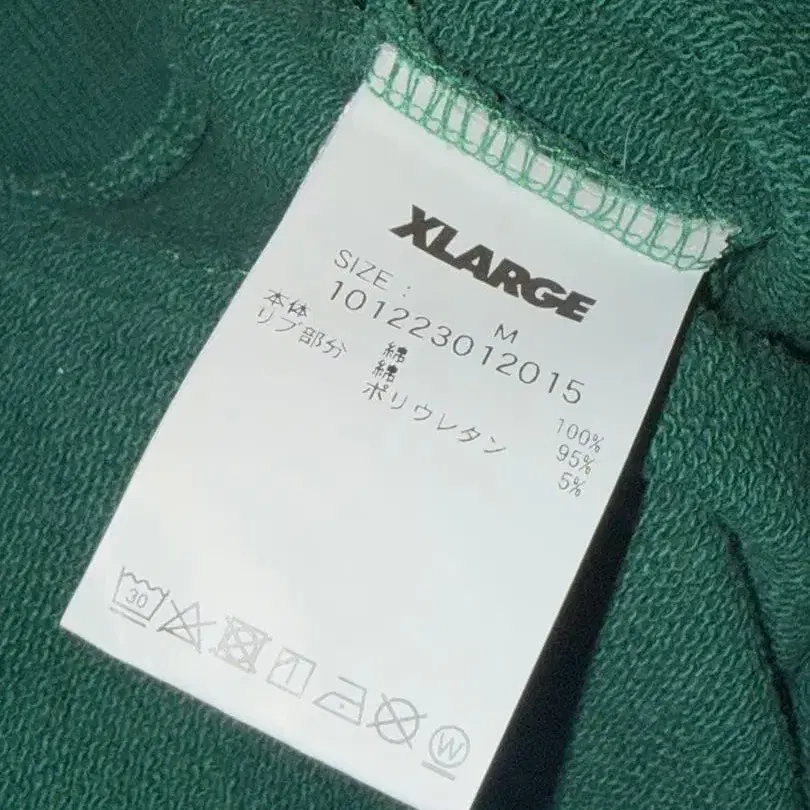 XLARGE
SIZE : M
101223012015
本体 綿 100%
リブ部分 綿 95%
ポリウレタン 5%
30
W